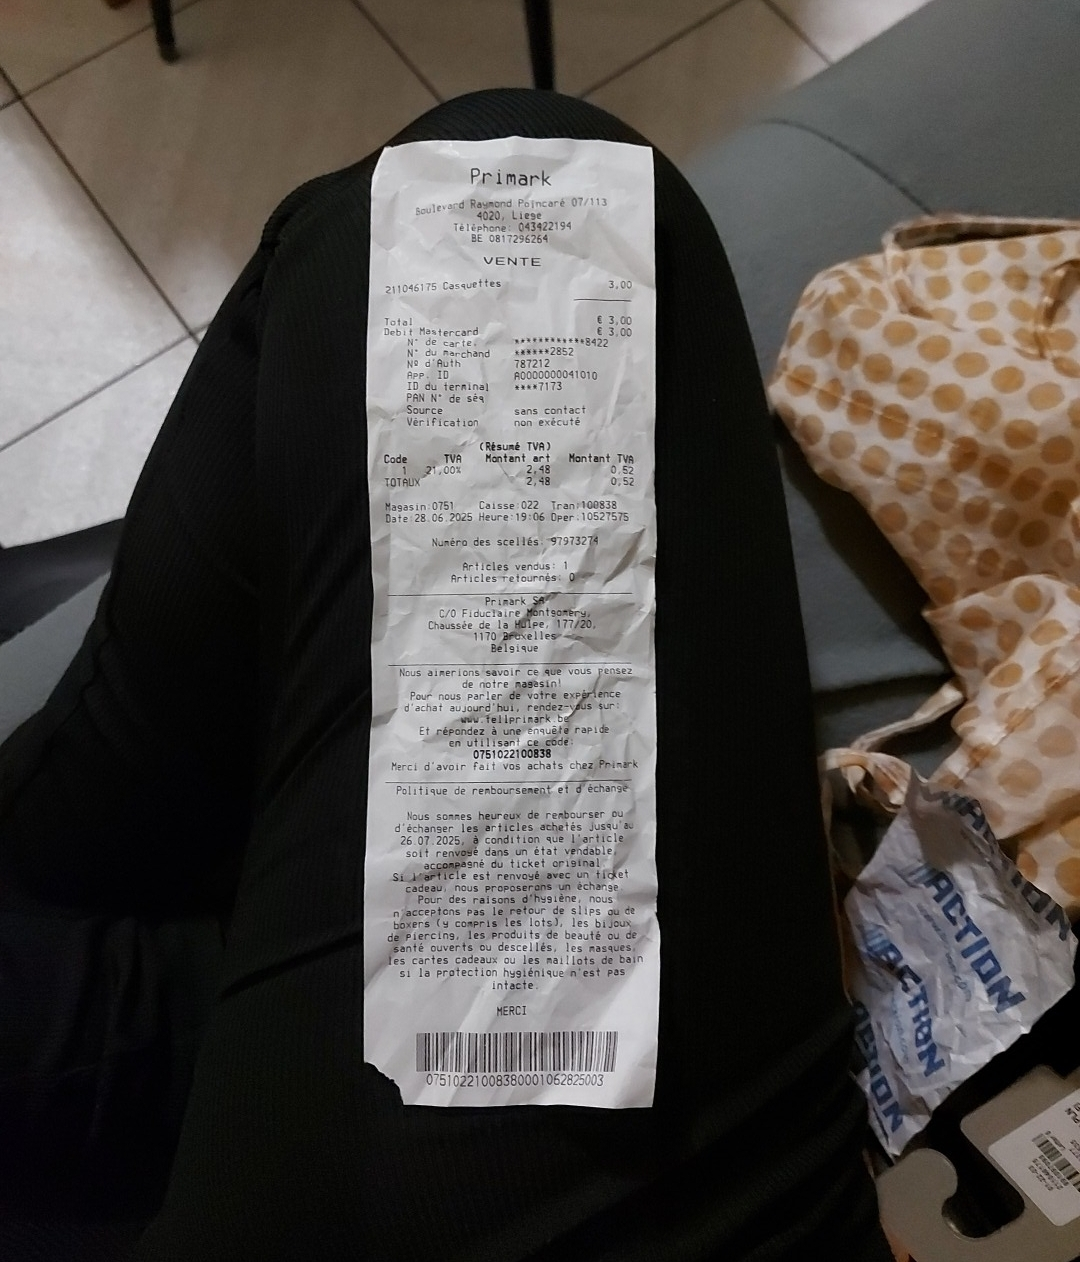 Primark
Boulevard Raymond Poincaré 07/113
4020, Liege
Téléphone: 043422194
BE 0817296264
VENTE
211046175 Casquettes 3,00
Total € 3,00
Debit Mastercard € 3,00
N° de carte. ************8422
N° du marchand ******2852
No d'Auth 787212
App. ID A0000000041010
ID du terminal ****7173
PAN N° de séq
Source sans contact
Vérification non exécuté
(Résumé TVA)
Code TVA Montant art Montant TVA
1 21,00% 2,48 0,52
TOTAUX 2,48 0,52
Magasin:0751 Caisse:022 Tran:100838
Date:28.06.2025 Heure:19:06 Oper:10527575
Numéro des scellés: 97973274
Articles vendus: 1
Articles retournés: 0
Primark SA
C/O Fiduciaire Montgomery,
Chaussée de la Hulpe, 177/20,
1170 Bruxelles
Belgique
Nous aimerions savoir ce que vous pensez
de notre magasin!
Pour nous parler de votre expérience
d'achat aujourd'hui, rendez-vous sur:
www.tellprimark.be
Et répondez à une enquête rapide
en utilisant ce code:
0751022100838
Merci d'avoir fait vos achats chez Primark
Politique de remboursement et d'échange
Nous sommes heureux de rembourser ou
d'échanger les articles achetés jusqu'au
26.07.2025, à condition que l'article
soit renvoyé dans un état vendable,
accompagné du ticket original
Si l'article est renvoyé avec un ticket
cadeau, nous proposerons un échange.
Pour des raisons d'hygiène, nous
n'acceptons pas le retour de slips ou de
boxers (y compris les lots), les bijoux
de piercing, les produits de beauté ou de
santé ouverts ou descellés, les masques,
les cartes cadeaux ou les maillots de bain
si la protection hygiénique n'est pas
intacte.
MERCI
07510221008380001062825003
ACTION
ACTION
ACTION